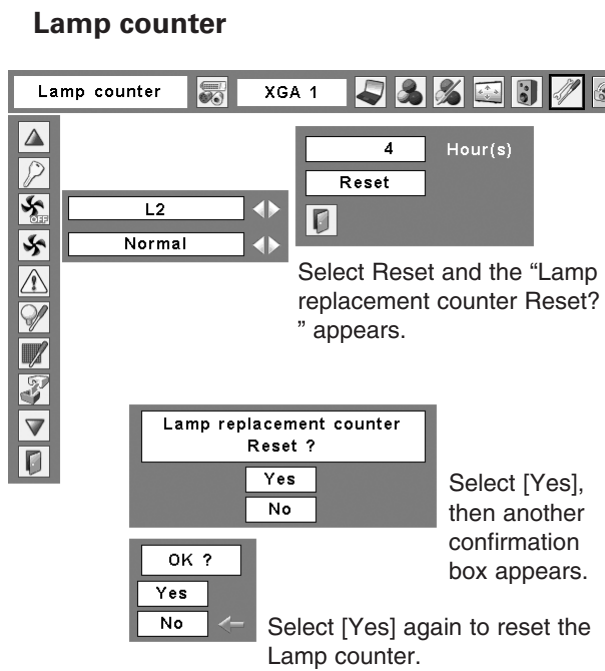 Lamp counter
Lamp counter
XGA 1
4 Hour(s)
Reset
OFF
L2
Normal
Select Reset and the “Lamp
replacement counter Reset?
” appears.
Lamp replacement counter
Reset ?
Yes
No
Select [Yes],
then another
confirmation
box appears.
OK ?
Yes
No
Select [Yes] again to reset the
Lamp counter.